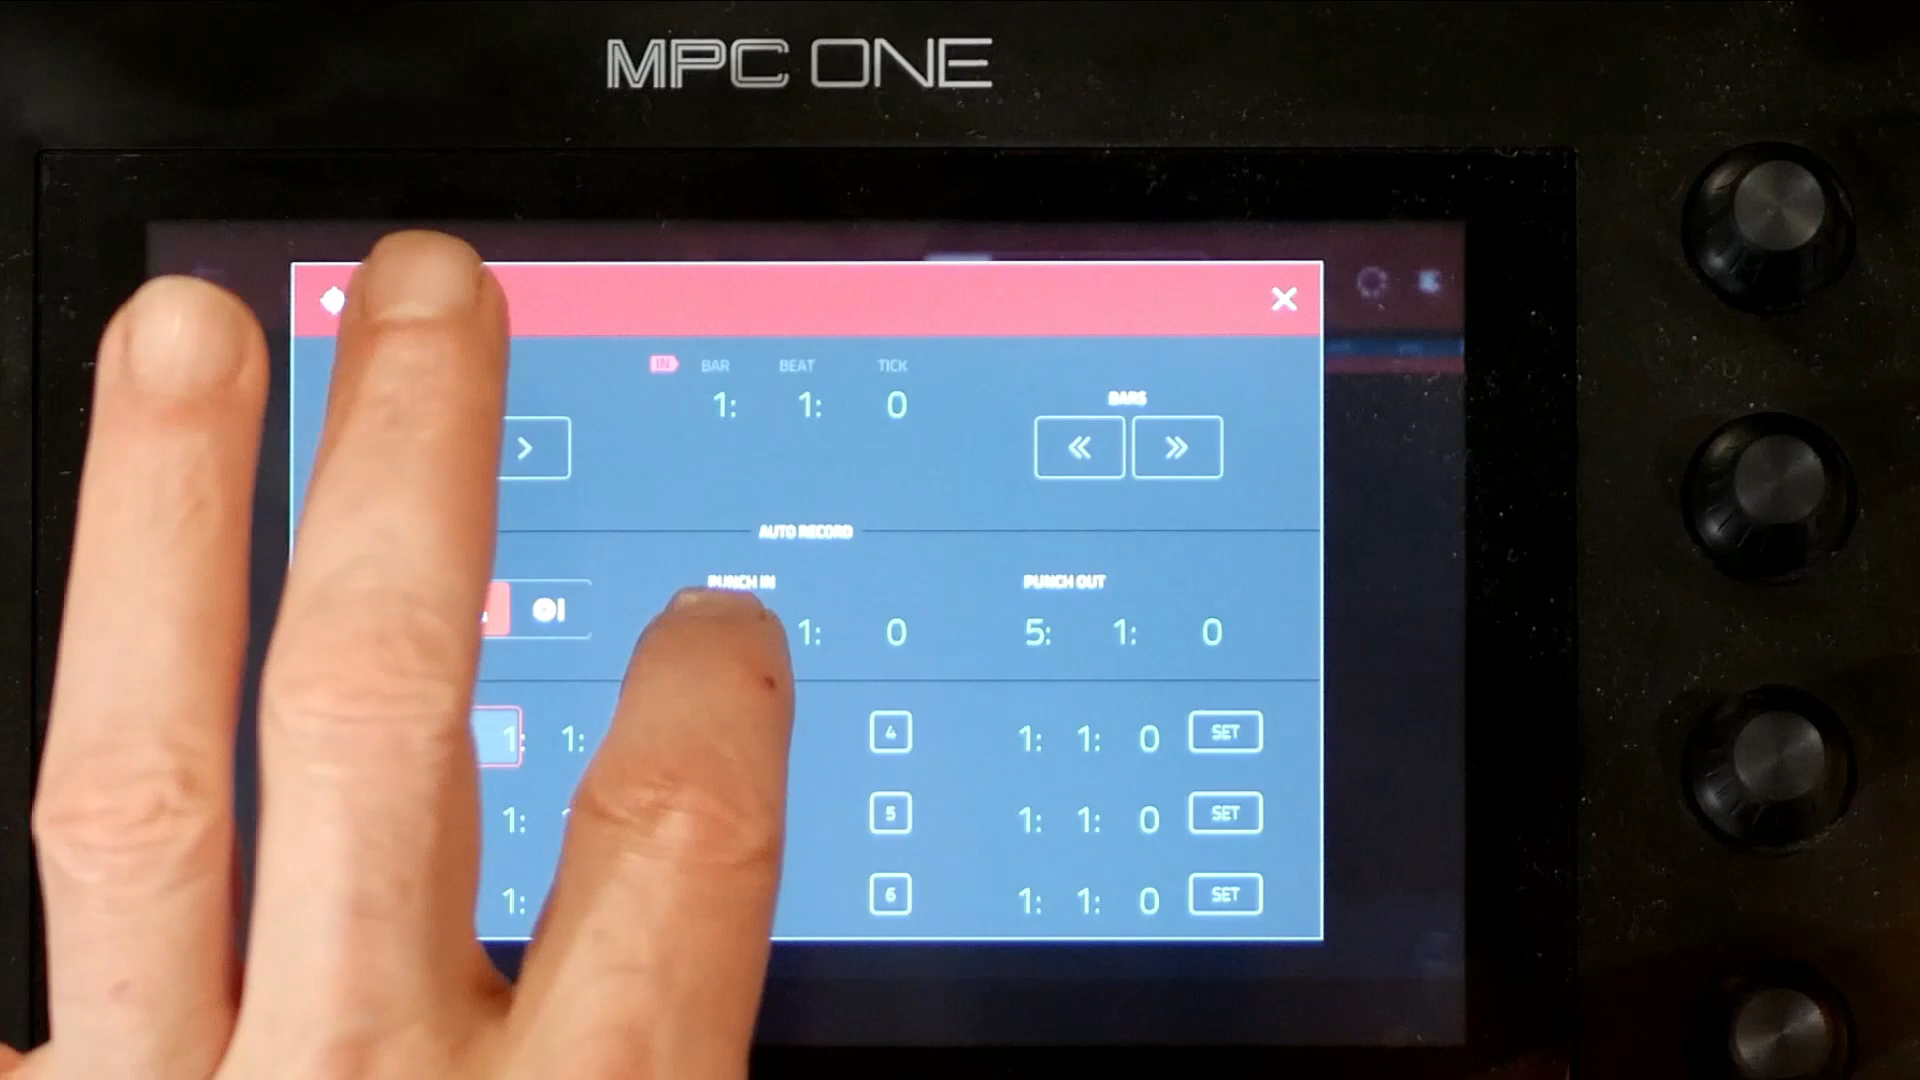 MPC ONE
IN BAR BEAT TICK
1: 1: 0
BARS
AUTO RECORD
PUNCH IN PUNCH OUT
1: 0 5: 1: 0
1: 1: 4 1: 1: 0 SET
1: 5 1: 1: 0 SET
1: 6 1: 1: 0 SET